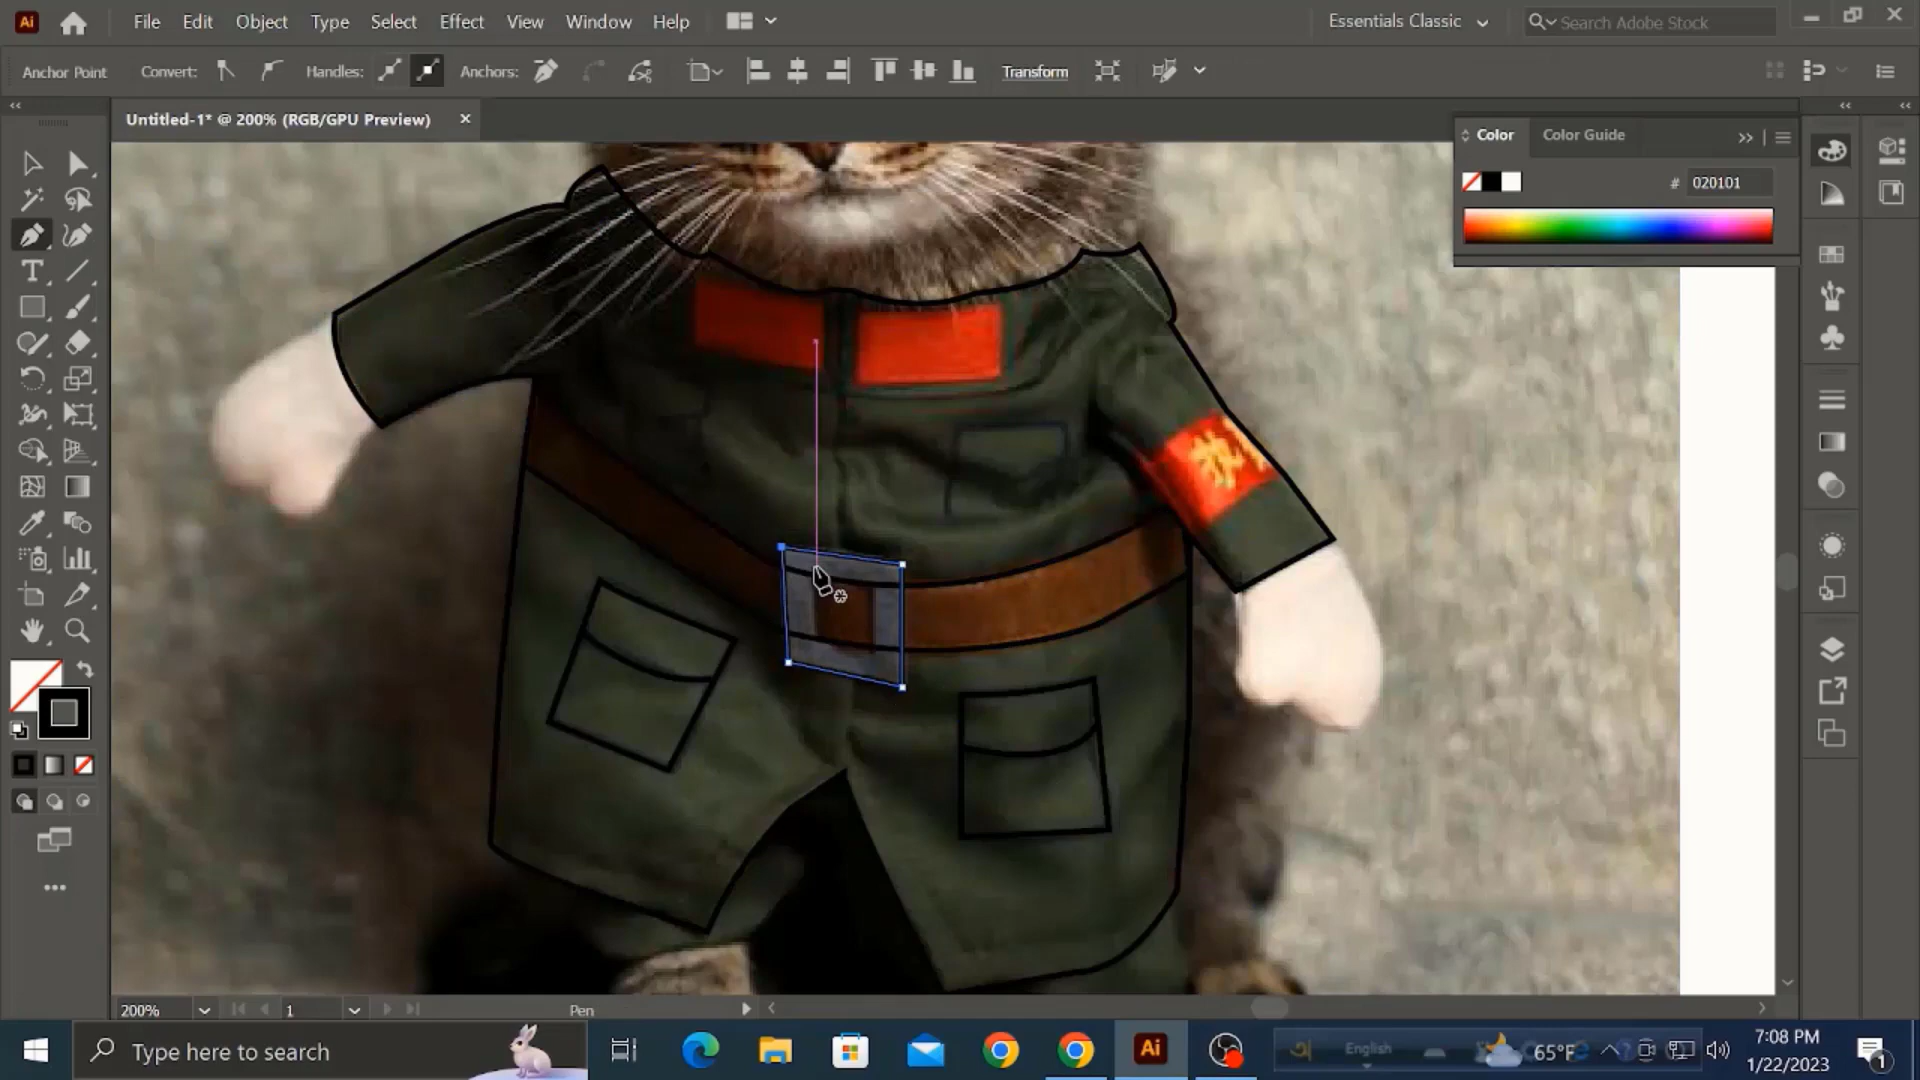 Ai File Edit Object Type Select Effect View Window Help Essentials Classic Search Adobe Stock
Anchor Point Convert: Handles: Anchors: Transform
Untitled-1* @ 200% (RGB/GPU Preview)
Color Color Guide
# 020101
200% 1 Pen
Type here to search Ai English 65°F 7:08 PM
1/22/2023 1